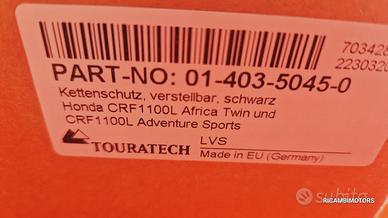 703428
2230320
PART-NO: 01-403-5045-0
Kettenschutz, verstellbar, schwarz
Honda CRF1100L Africa Twin und
CRF1100L Adventure Sports
TOURATECH
LVS
Made in EU (Germany)
subito
RICAMBIMOTORS